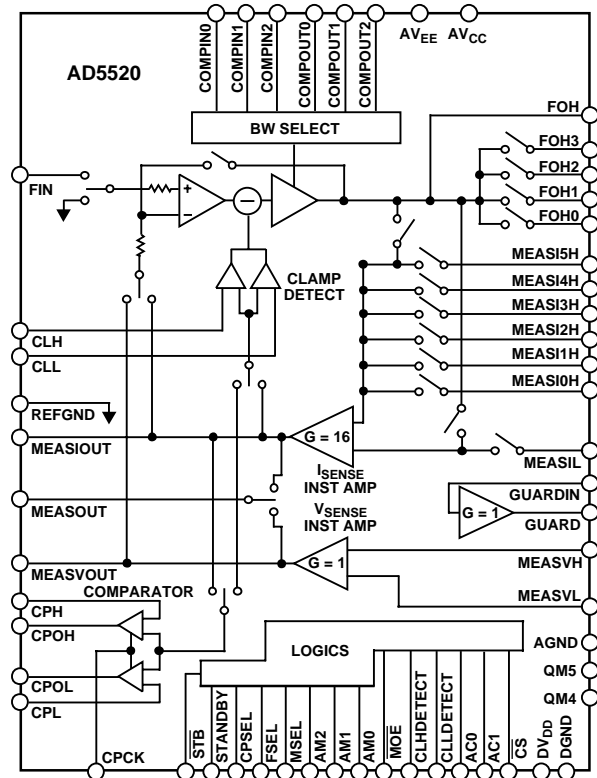 COMPIN0
COMPIN1
COMPIN2
COMPOUT0
COMPOUT1
COMPOUT2
AVEE
AVCC
AD5520
BW SELECT
FOH
FOH3
FOH2
FOH1
FOH0
FIN
+
–
–
CLAMP
DETECT
MEASI5H
MEASI4H
MEASI3H
MEASI2H
MEASI1H
MEASI0H
CLH
CLL
REFGND
MEASIOUT
G = 16
ISENSE
INST AMP
MEASIL
MEASOUT
VSENSE
INST AMP
GUARDIN
G = 1
GUARD
MEASVOUT
G = 1
MEASVH
MEASVL
COMPARATOR
CPH
CPOH
CPOL
CPL
LOGICS
AGND
QM5
QM4
CPCK
STB
STANDBY
CPSEL
FSEL
MSEL
AM2
AM1
AM0
MOE
CLHDETECT
CLLDETECT
AC0
AC1
CS
DVDD
DGND